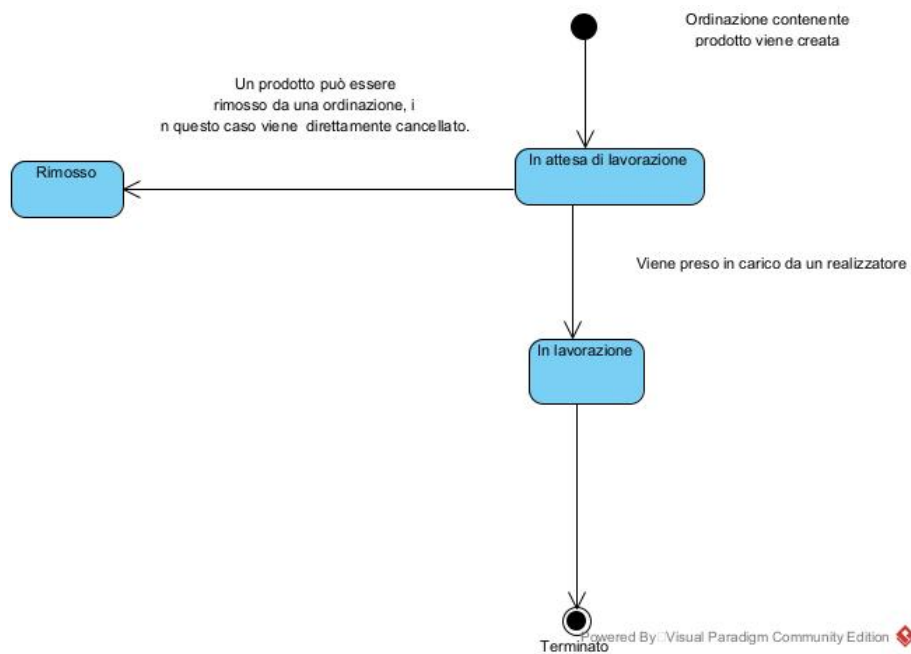 Ordinazione contenente
prodotto viene creata
Un prodotto può essere
rimosso da una ordinazione, i
n questo caso viene direttamente cancellato.
In attesa di lavorazione
Rimosso
Viene preso in carico da un realizzatore
In lavorazione
Terminato
Powered By Visual Paradigm Community Edition